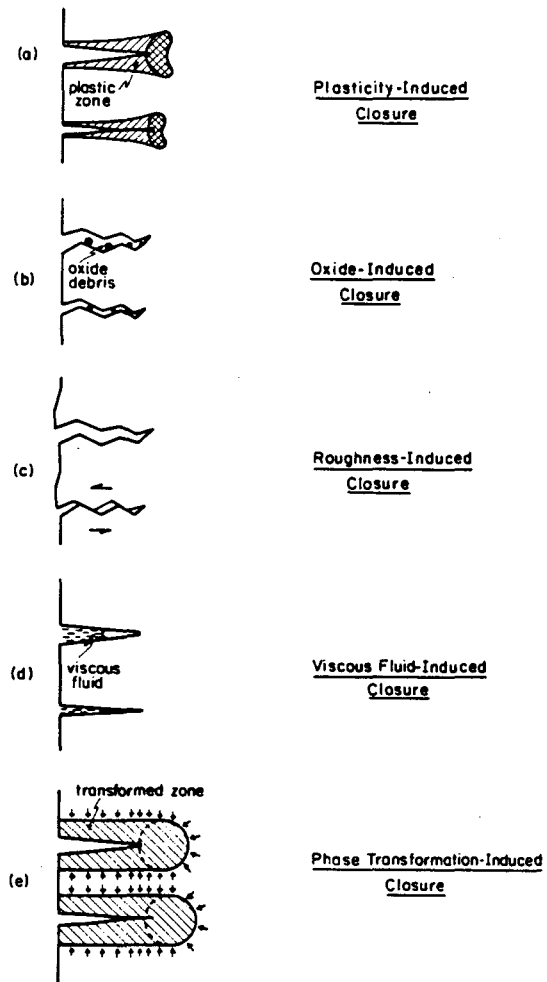 (a)
plastic
zone
Plasticity-Induced
Closure
(b)
oxide
debris
Oxide-Induced
Closure
(c)
Roughness-Induced
Closure
(d)
viscous
fluid
Viscous Fluid-Induced
Closure
(e)
transformed zone
Phase Transformation-Induced
Closure